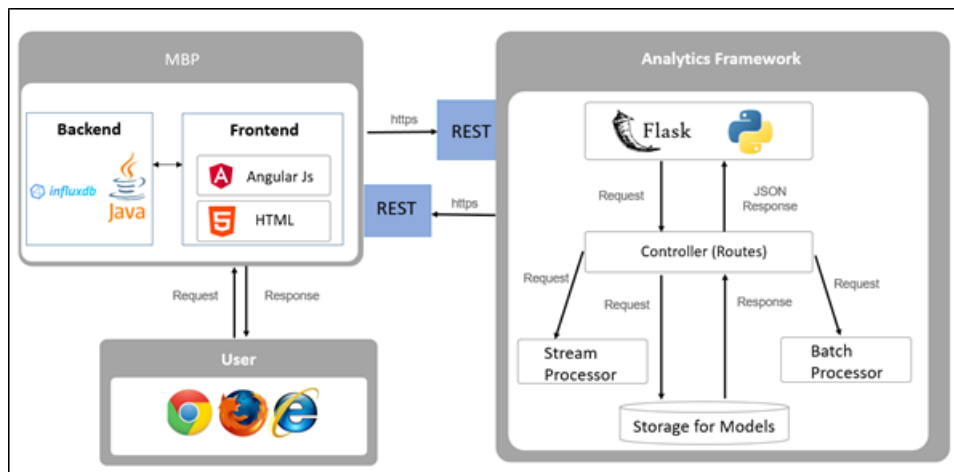 MBP
Backend
influxdb
Java
Frontend
Angular Js
HTML
https
REST
REST
https
Request
Response
User
Analytics Framework
Flask
Request
JSON
Response
Controller (Routes)
Request
Request
Response
Request
Stream
Processor
Batch
Processor
Storage for Models